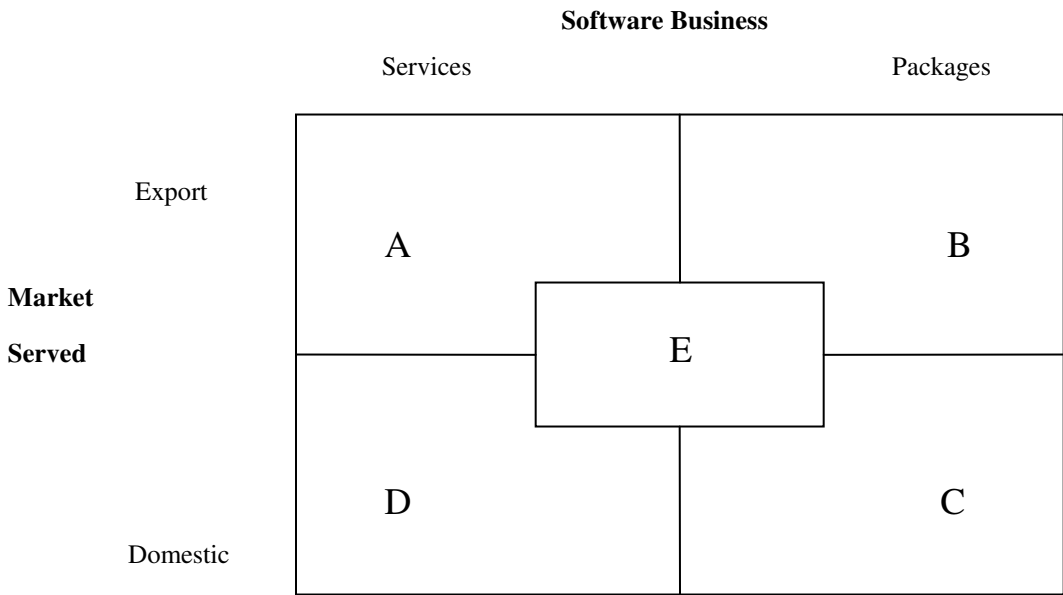 Software Business
Services Packages
Export
A B
Market
Served
E
D C
Domestic